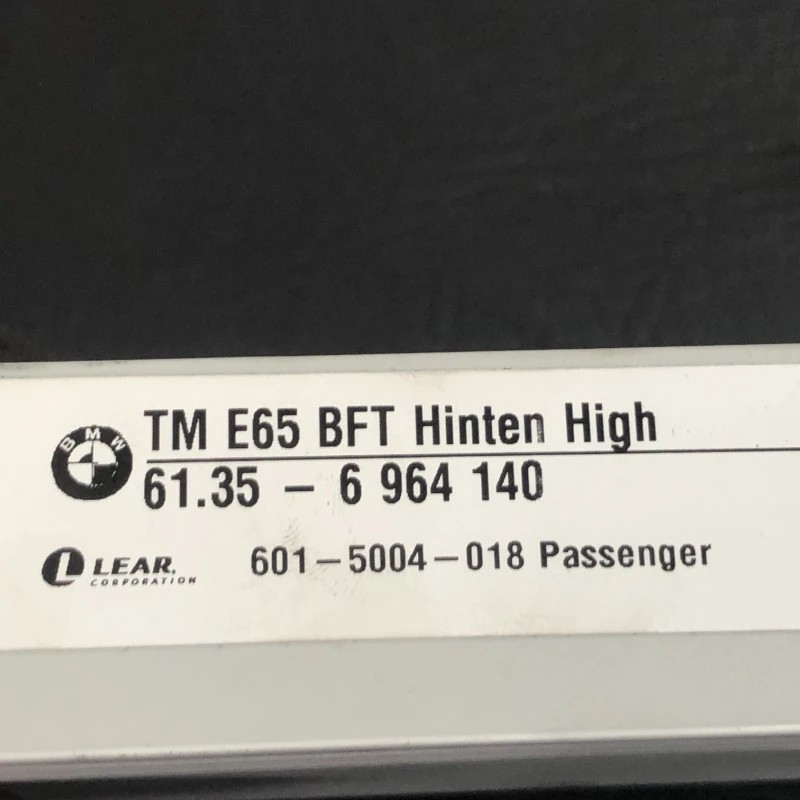 BMW
TM E65 BFT Hinten High
61.35 – 6 964 140
LEAR.
CORPORATION
601–5004–018 Passenger